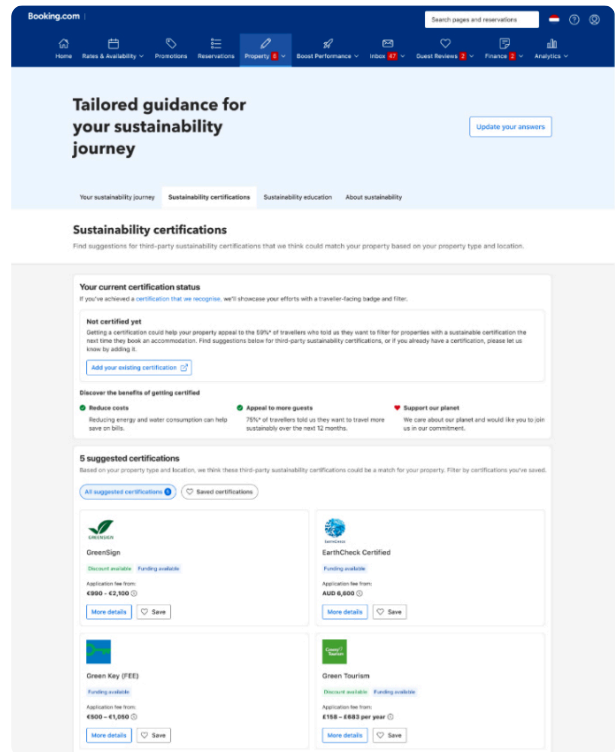 Booking.com
Search pages and reservations
Home Rates & Availability Promotions Reservations Property 6 Boost Performance Inbox 47 Guest Reviews 2 Finance 2 Analytics
Tailored guidance for
your sustainability
journey
Update your answers
Your sustainability journey Sustainability certifications Sustainability education About sustainability
Sustainability certifications
Find suggestions for third-party sustainability certifications that we think could match your property based on your property type and location.
Your current certification status
If you've achieved a certification that we recognise, we'll showcase your efforts with a traveller-facing badge and filter.
Not certified yet
Getting a certification could help your property appeal to the 59%* of travellers who told us they want to filter for properties with a sustainable certification the
next time they book an accommodation. Find suggestions below for third-party sustainability certifications, or if you already have a certification, please let us
know by adding it.
Add your existing certification
Discover the benefits of getting certified
Reduce costs
Reducing energy and water consumption can help
save on bills.
Appeal to more guests
75%* of travellers told us they want to travel more
sustainably over the next 12 months.
Support our planet
We care about our planet and would like you to join
us in our commitment.
5 suggested certifications
Based on your property type and location, we think these third-party sustainability certifications could be a match for your property. Filter by certifications you've saved.
All suggested certifications 5 Saved certifications
GREENSIGN
GreenSign
Discount available Funding available
Application fee from:
€990 – €2,100
More details Save
EarthCheck
EarthCheck Certified
Funding available
Application fee from:
AUD 6,600
More details Save
Green Key (FEE)
Funding available
Application fee from:
€500 – €1,050
More details Save
Green Tourism
Green Tourism
Discount available Funding available
Application fee from:
£158 – £683 per year
More details Save